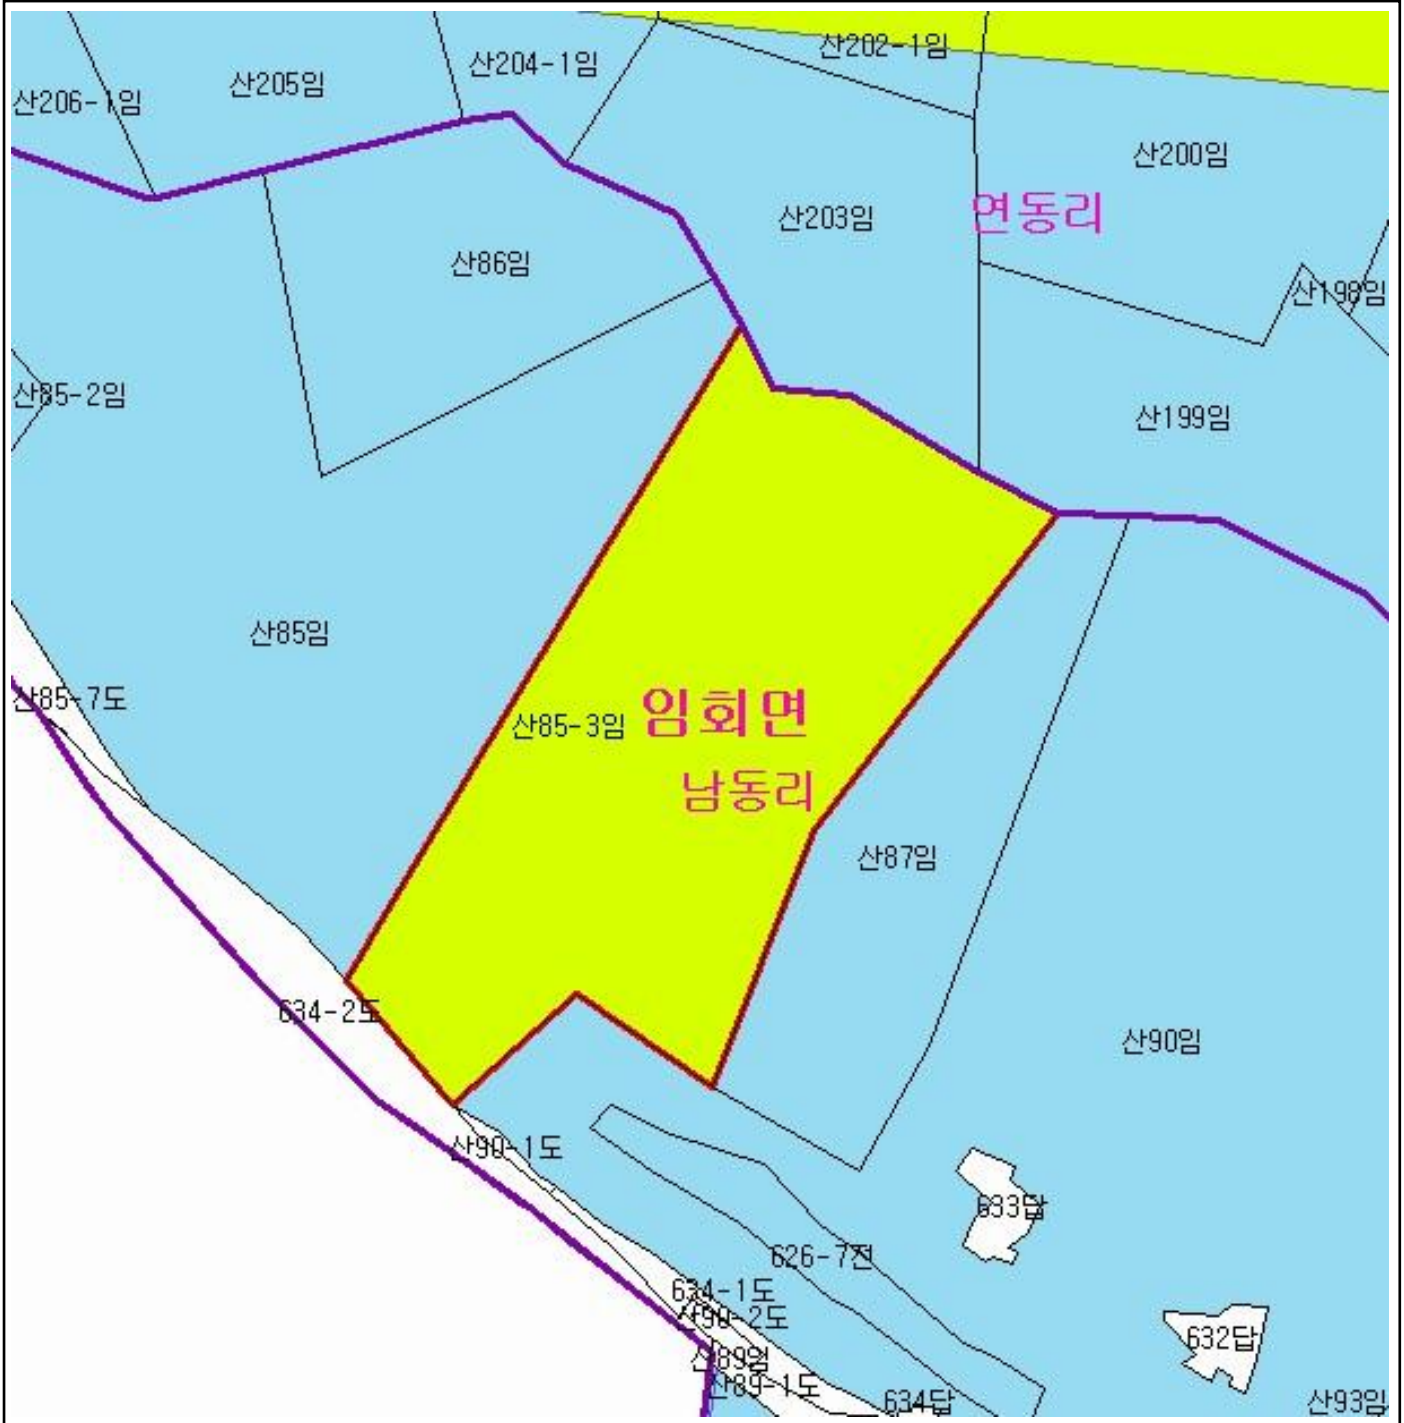 산202-1임
산204-1임
산205임
산206-1임
산200임
연동리
산203임
산86임
산198임
산85-2임
산199임
산85임
산85-7도
산85-3임
임회면
남동리
산87임
634-2도
산90임
산90-1도
633답
626-7전
634-1도
산90-2도
632답
산89임
산89-1도
634답
산93임